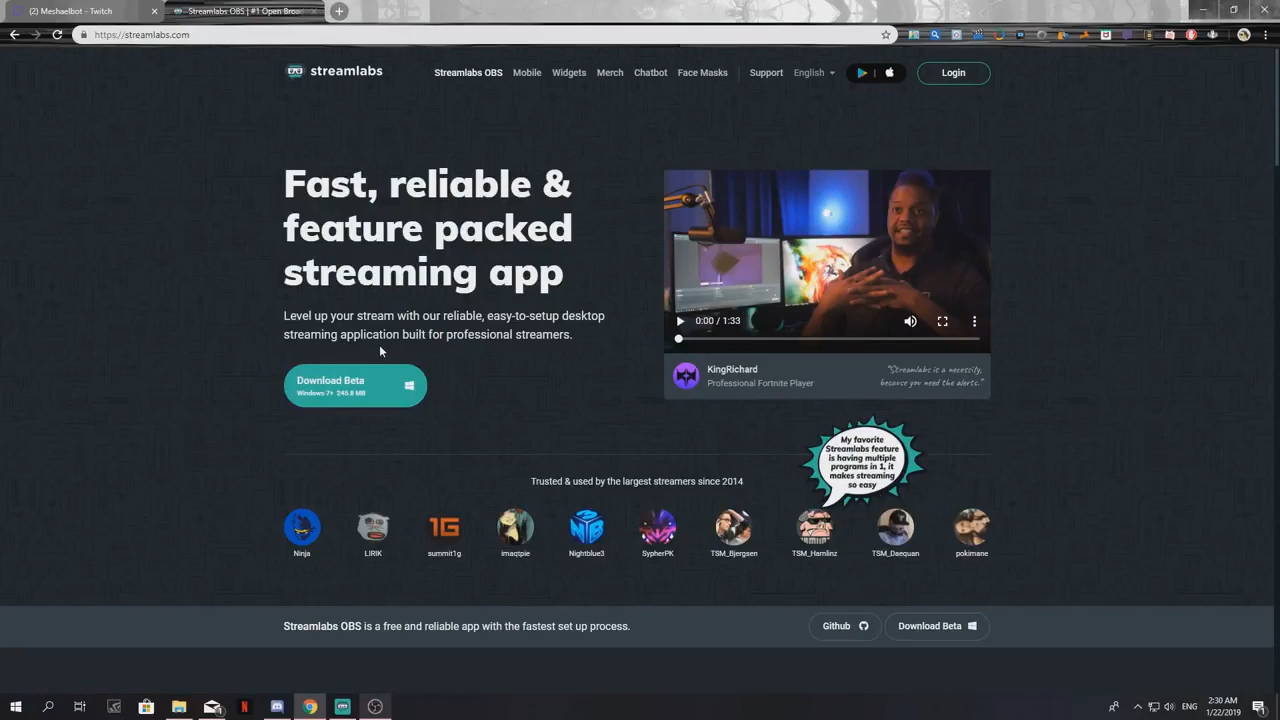 (2) Meshaelbot - Twitch
Streamlabs OBS | #1 Open Broa
https://streamlabs.com
streamlabs
Streamlabs OBS
Mobile
Widgets
Merch
Chatbot
Face Masks
Support
English
Login
Fast, reliable &
feature packed
streaming app
Level up your stream with our reliable, easy-to-setup desktop
streaming application built for professional streamers.
Download Beta
Windows 7+ 245.8 MB
0:00 / 1:33
KingRichard
Professional Fortnite Player
"Streamlabs is a necessity,
because you need the alerts."
My favorite
Streamlabs feature
is having multiple
programs in 1, it
makes streaming
so easy
Trusted & used by the largest streamers since 2014
Ninja
LIRIK
summit1g
imaqtpie
Nightblue3
SypherPK
TSM_Bjergsen
TSM_Hamlinz
TSM_Daequan
pokimane
Streamlabs OBS is a free and reliable app with the fastest set up process.
Github
Download Beta
ENG
2:30 AM
1/22/2019